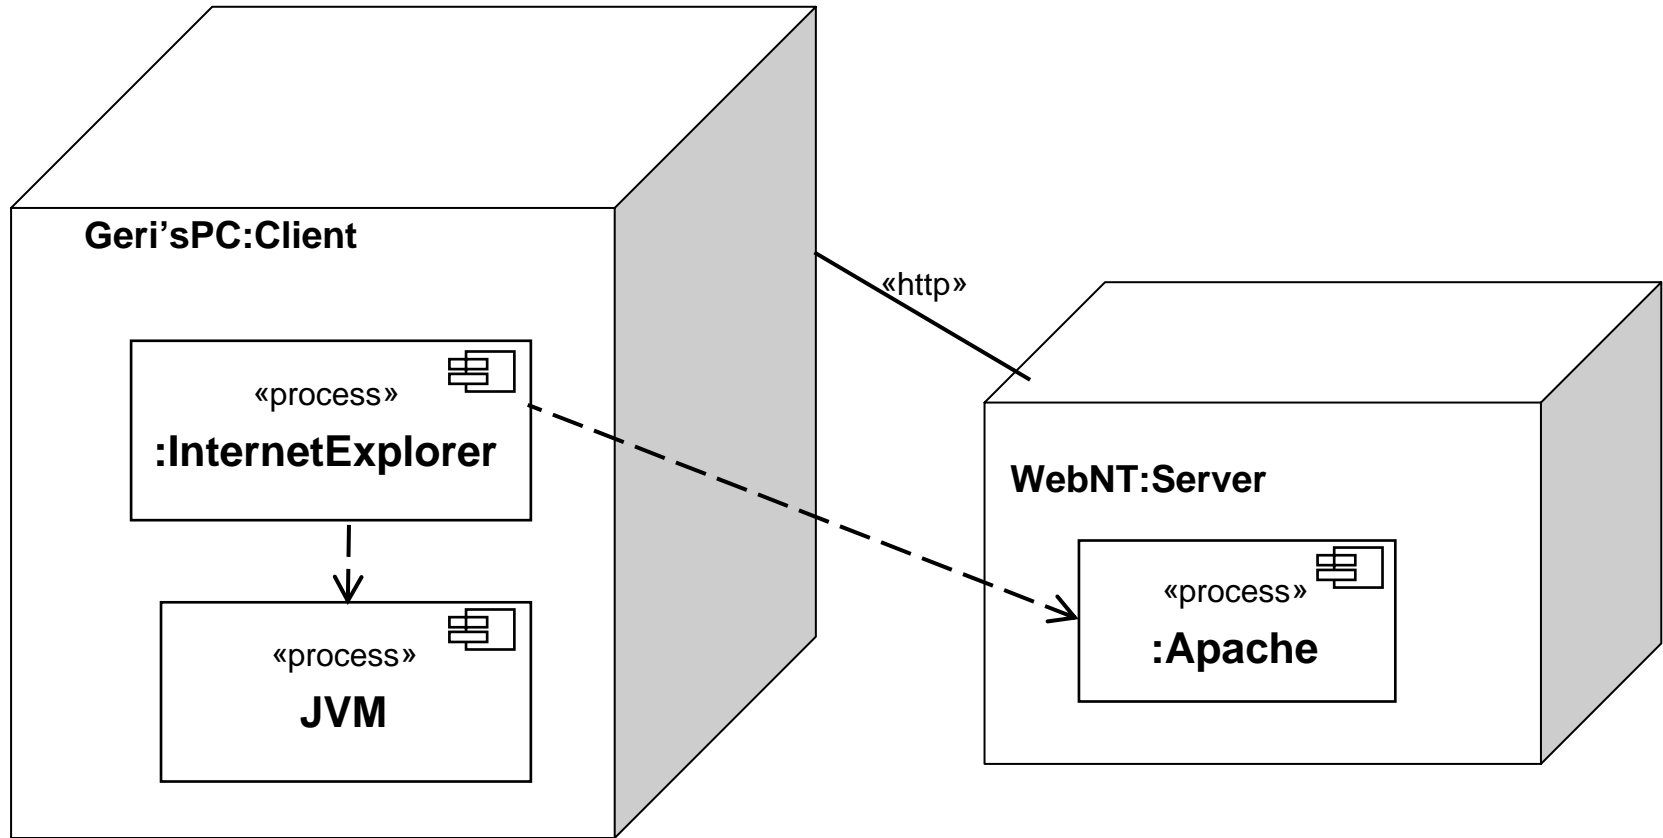 Geri’sPC:Client
«process»
:InternetExplorer
«process»
JVM
«http»
WebNT:Server
«process»
:Apache